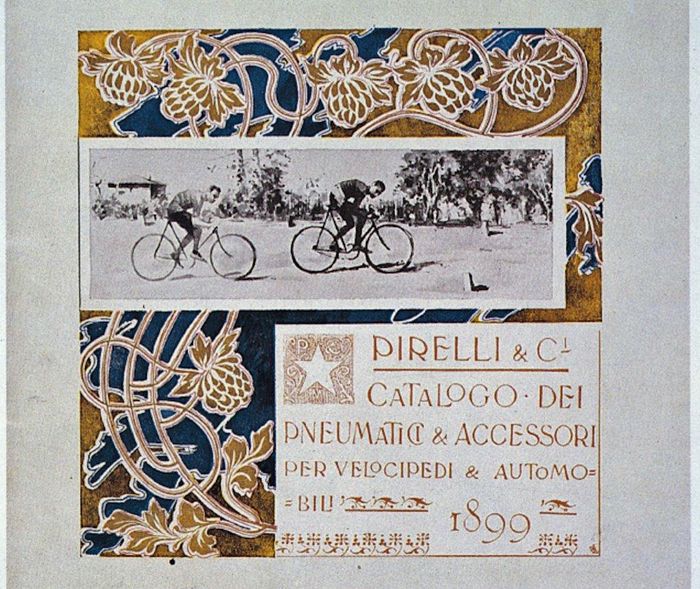 P C
PIRELLI & C.I
CATALOGO · DEI
PNEUMATICI & ACCESSORI
PER VELOCIPEDI & AUTOMO=
=BILI
1899